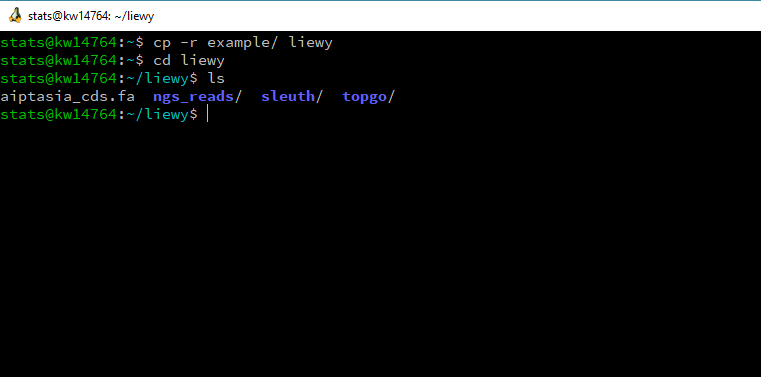 stats@kw14764: ~/liewy
stats@kw14764:~$ cp -r example/ liewy
stats@kw14764:~$ cd liewy
stats@kw14764:~/liewy$ ls
aiptasia_cds.fa  ngs_reads/  sleuth/  topgo/
stats@kw14764:~/liewy$